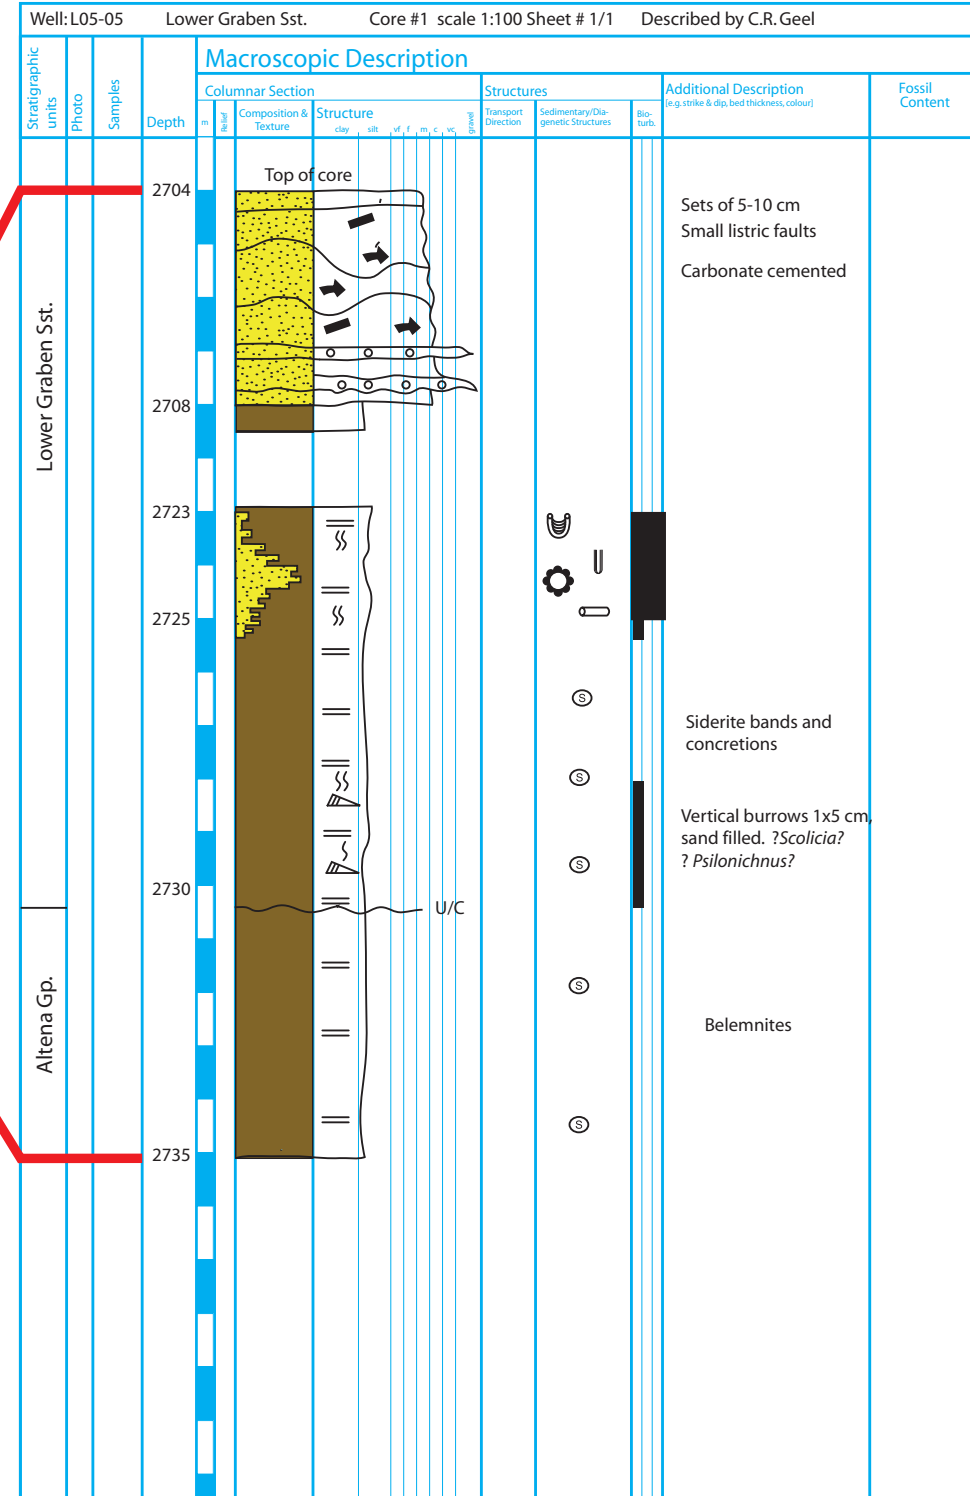 Well: L05-05 Lower Graben Sst. Core #1 scale 1:100 Sheet # 1/1 Described by C.R. Geel
Stratigraphic
units
Photo
Samples
Depth
Macroscopic Description
Columnar Section
m
Relief
Composition &
Texture
Structure
clay silt vf f m c vc gravel
Structures
Transport
Direction
Sedimentary/Dia-
genetic Structures
Bio-
turb.
Additional Description
[e.g. strike & dip, bed thickness, colour]
Fossil
Content
Top of core
2704
Sets of 5-10 cm
Small listric faults
Carbonate cemented
Lower Graben Sst.
2708
2723
2725
S
Siderite bands and
concretions
S
Vertical burrows 1x5 cm,
sand filled. ?Scolicia?
? Psilonichnus?
S
2730
U/C
Altena Gp.
S
Belemnites
S
2735